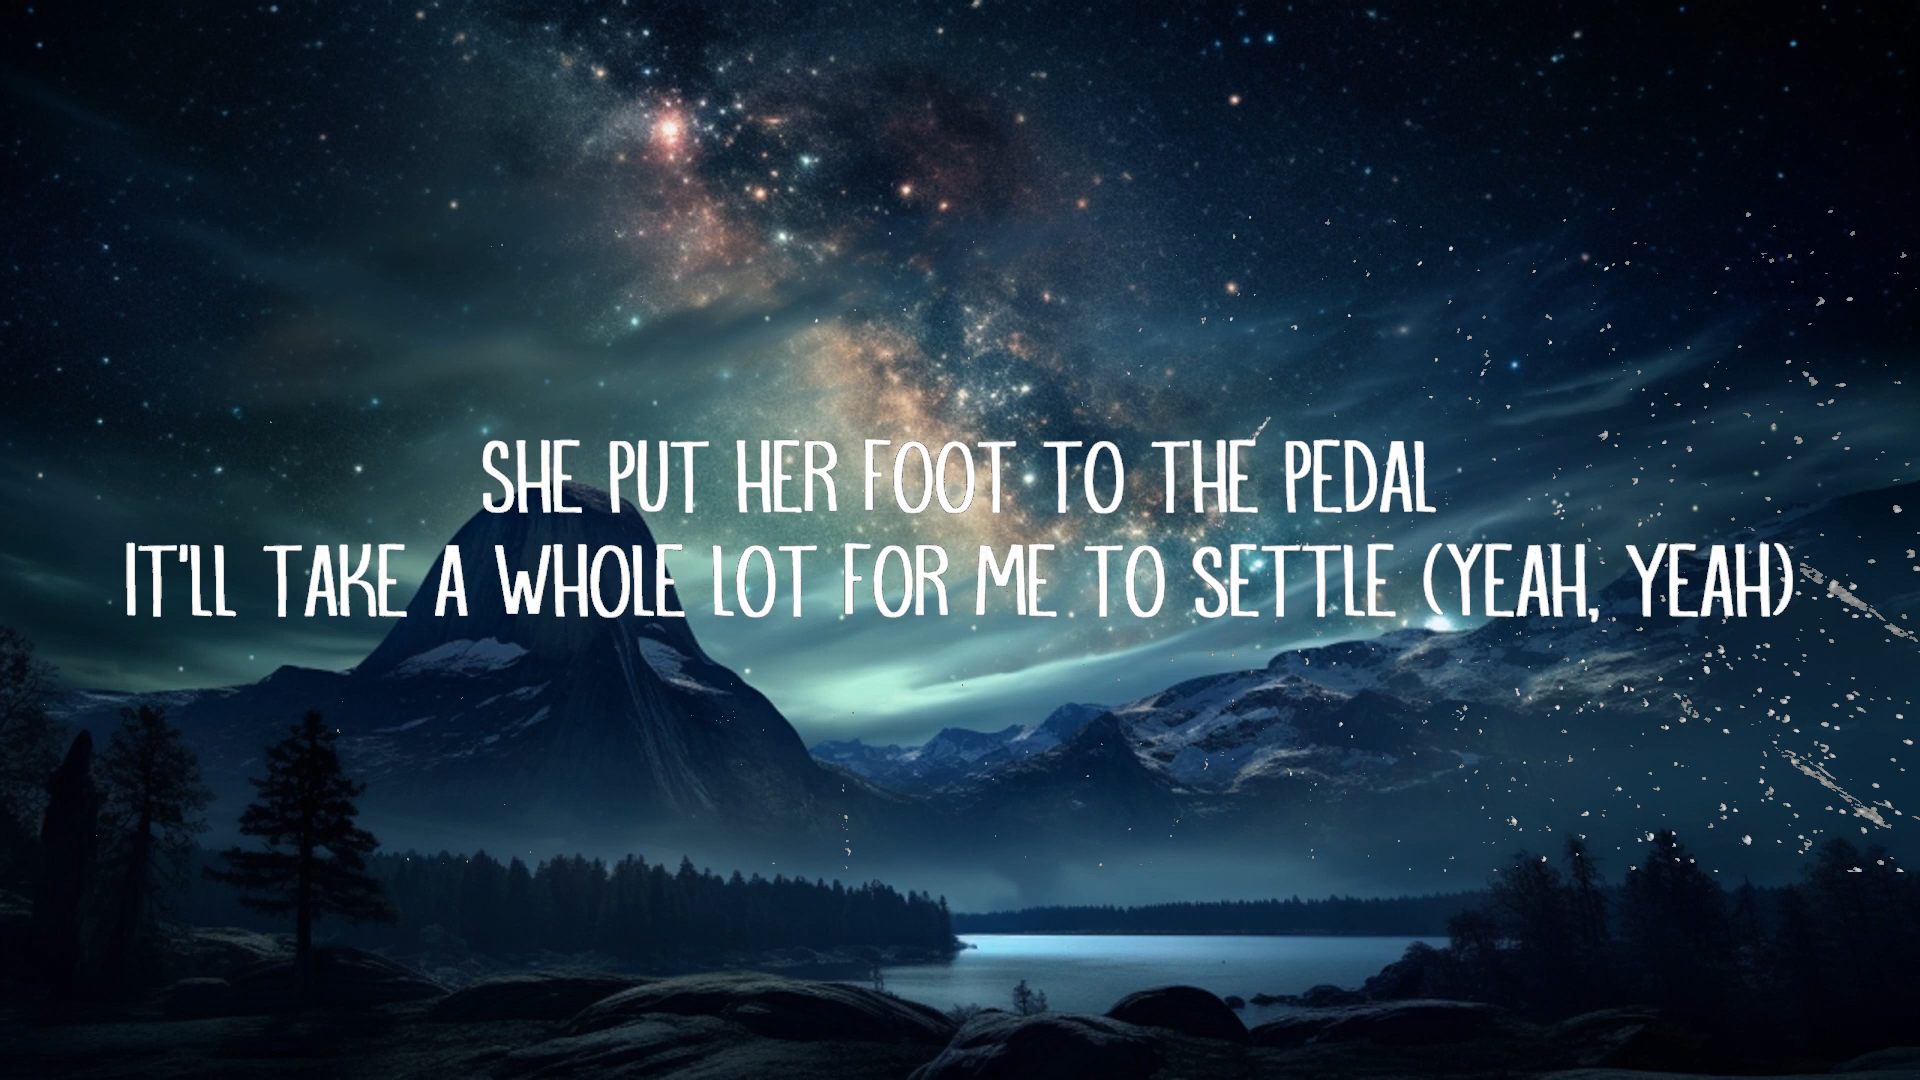 SHE PUT HER FOOT TO THE PEDAL
IT'LL TAKE A WHOLE LOT FOR ME TO SETTLE (YEAH, YEAH)